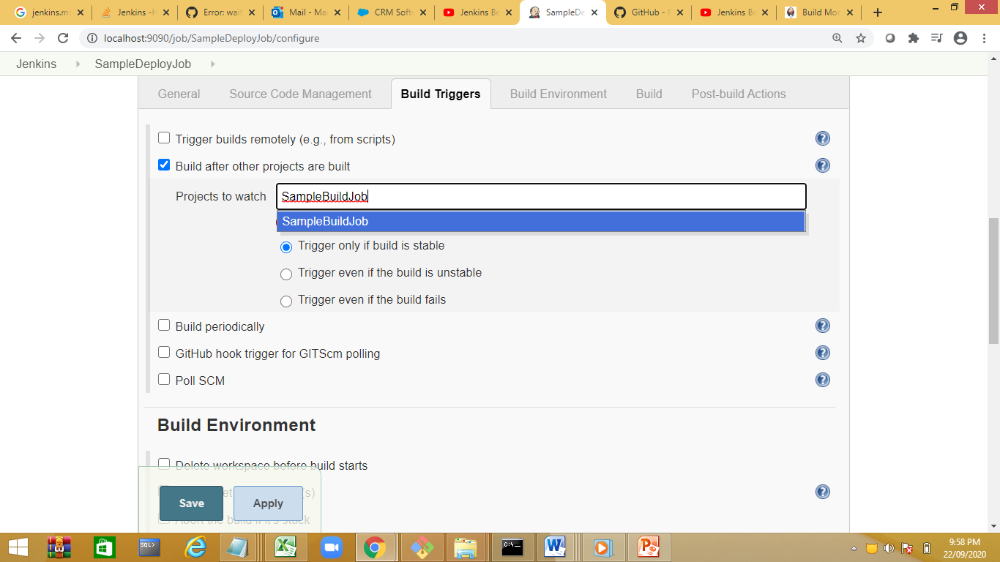 jenkins.mo
Jenkins - H
Error: wait
Mail - Ma
CRM Soft
Jenkins Be
SampleDe
GitHub -
Jenkins Be
Build Mon
localhost:9090/job/SampleDeployJob/configure
Jenkins
SampleDeployJob
General
Source Code Management
Build Triggers
Build Environment
Build
Post-build Actions
Trigger builds remotely (e.g., from scripts)
Build after other projects are built
Projects to watch
SampleBuildJob
SampleBuildJob
Trigger only if build is stable
Trigger even if the build is unstable
Trigger even if the build fails
Build periodically
GitHub hook trigger for GITScm polling
Poll SCM
Build Environment
Delete workspace before build starts
Save
Apply
Abort the build if it's stuck
SQL>
C:\
9:58 PM
22/09/2020